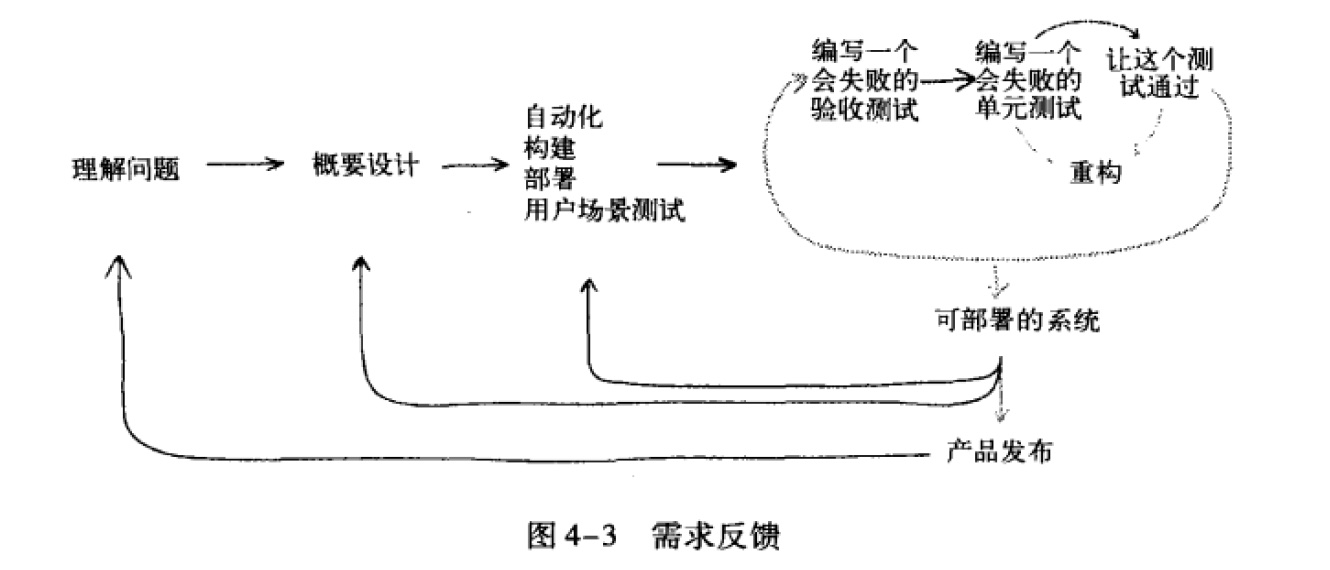 编写一个
会失败的
验收测试
编写一个
会失败的
单元测试
让这个测
试通过
重构
自动化
构建
部署
用户场景测试
理解问题
概要设计
可部署的系统
产品发布
图 4-3 需求反馈